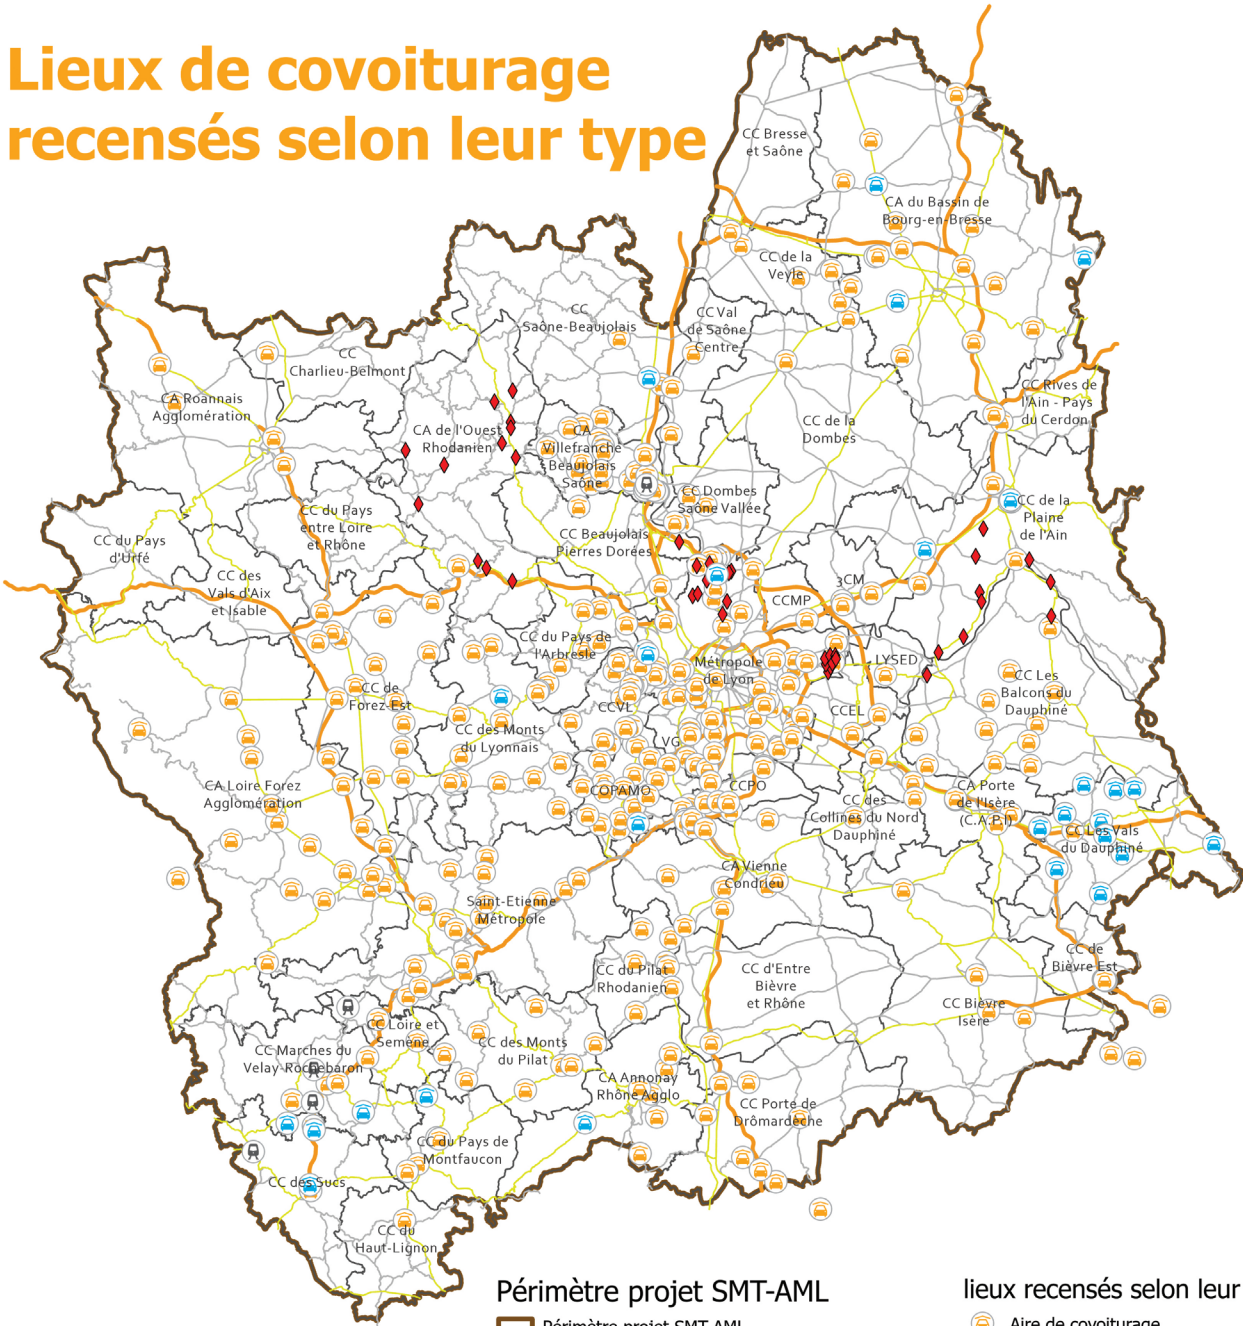 Lieux de covoiturage
recensés selon leur type
CC Bresse
et Saône
CA du Bassin de
Bourg-en-Bresse
CC de la
Veyle
CC
Saône-Beaujolais
CC Val
de Saône
Centre
CC
Charlieu-Belmont
CA Roannais
Agglomération
CC Rives de
l'Ain - Pays
du Cerdon
CA de l'Ouest
Rhodanien
CA
Villefranche
Beaujolais
Saône
CC de la
Dombes
CC Dombes
Saône Vallée
CC de la
Plaine
de l'Ain
CC du Pays
entre Loire
et Rhône
CC du Pays
d'Urfé
CC Beaujolais
Pierres Dorées
CC des
Vals d'Aix
et Isable
3CM
CCMP
CC du Pays de
l'Arbresle
Métropole
de Lyon
LYSED
CC de
Forez-Est
CC Les
Balcons du
Dauphiné
CCVL
CCEL
CC des Monts
du Lyonnais
VG
CA Loire Forez
Agglomération
COPAMO
CCPO
CC des
Collines du Nord
Dauphiné
CA Porte
de l'Isère
(C.A.P.I)
CC Les Vals
du Dauphiné
CA Vienne
Condrieu
Saint-Etienne
Métropole
CC de
Bièvre Est
CC du Pilat
Rhodanien
CC d'Entre
Bièvre
et Rhône
CC Bièvre
Isère
CC Loire et
Semène
CC des Monts
du Pilat
CC Marches du
Velay-Rochebaron
CA Annonay
Rhône Agglo
CC Porte de
Drômardèche
CC du Pays de
Montfaucon
CC des Sucs
CC du
Haut-Lignon
Périmètre projet SMT-AML
Périmètre projet SMT-AML
lieux recensés selon leur
Aire de covoiturage